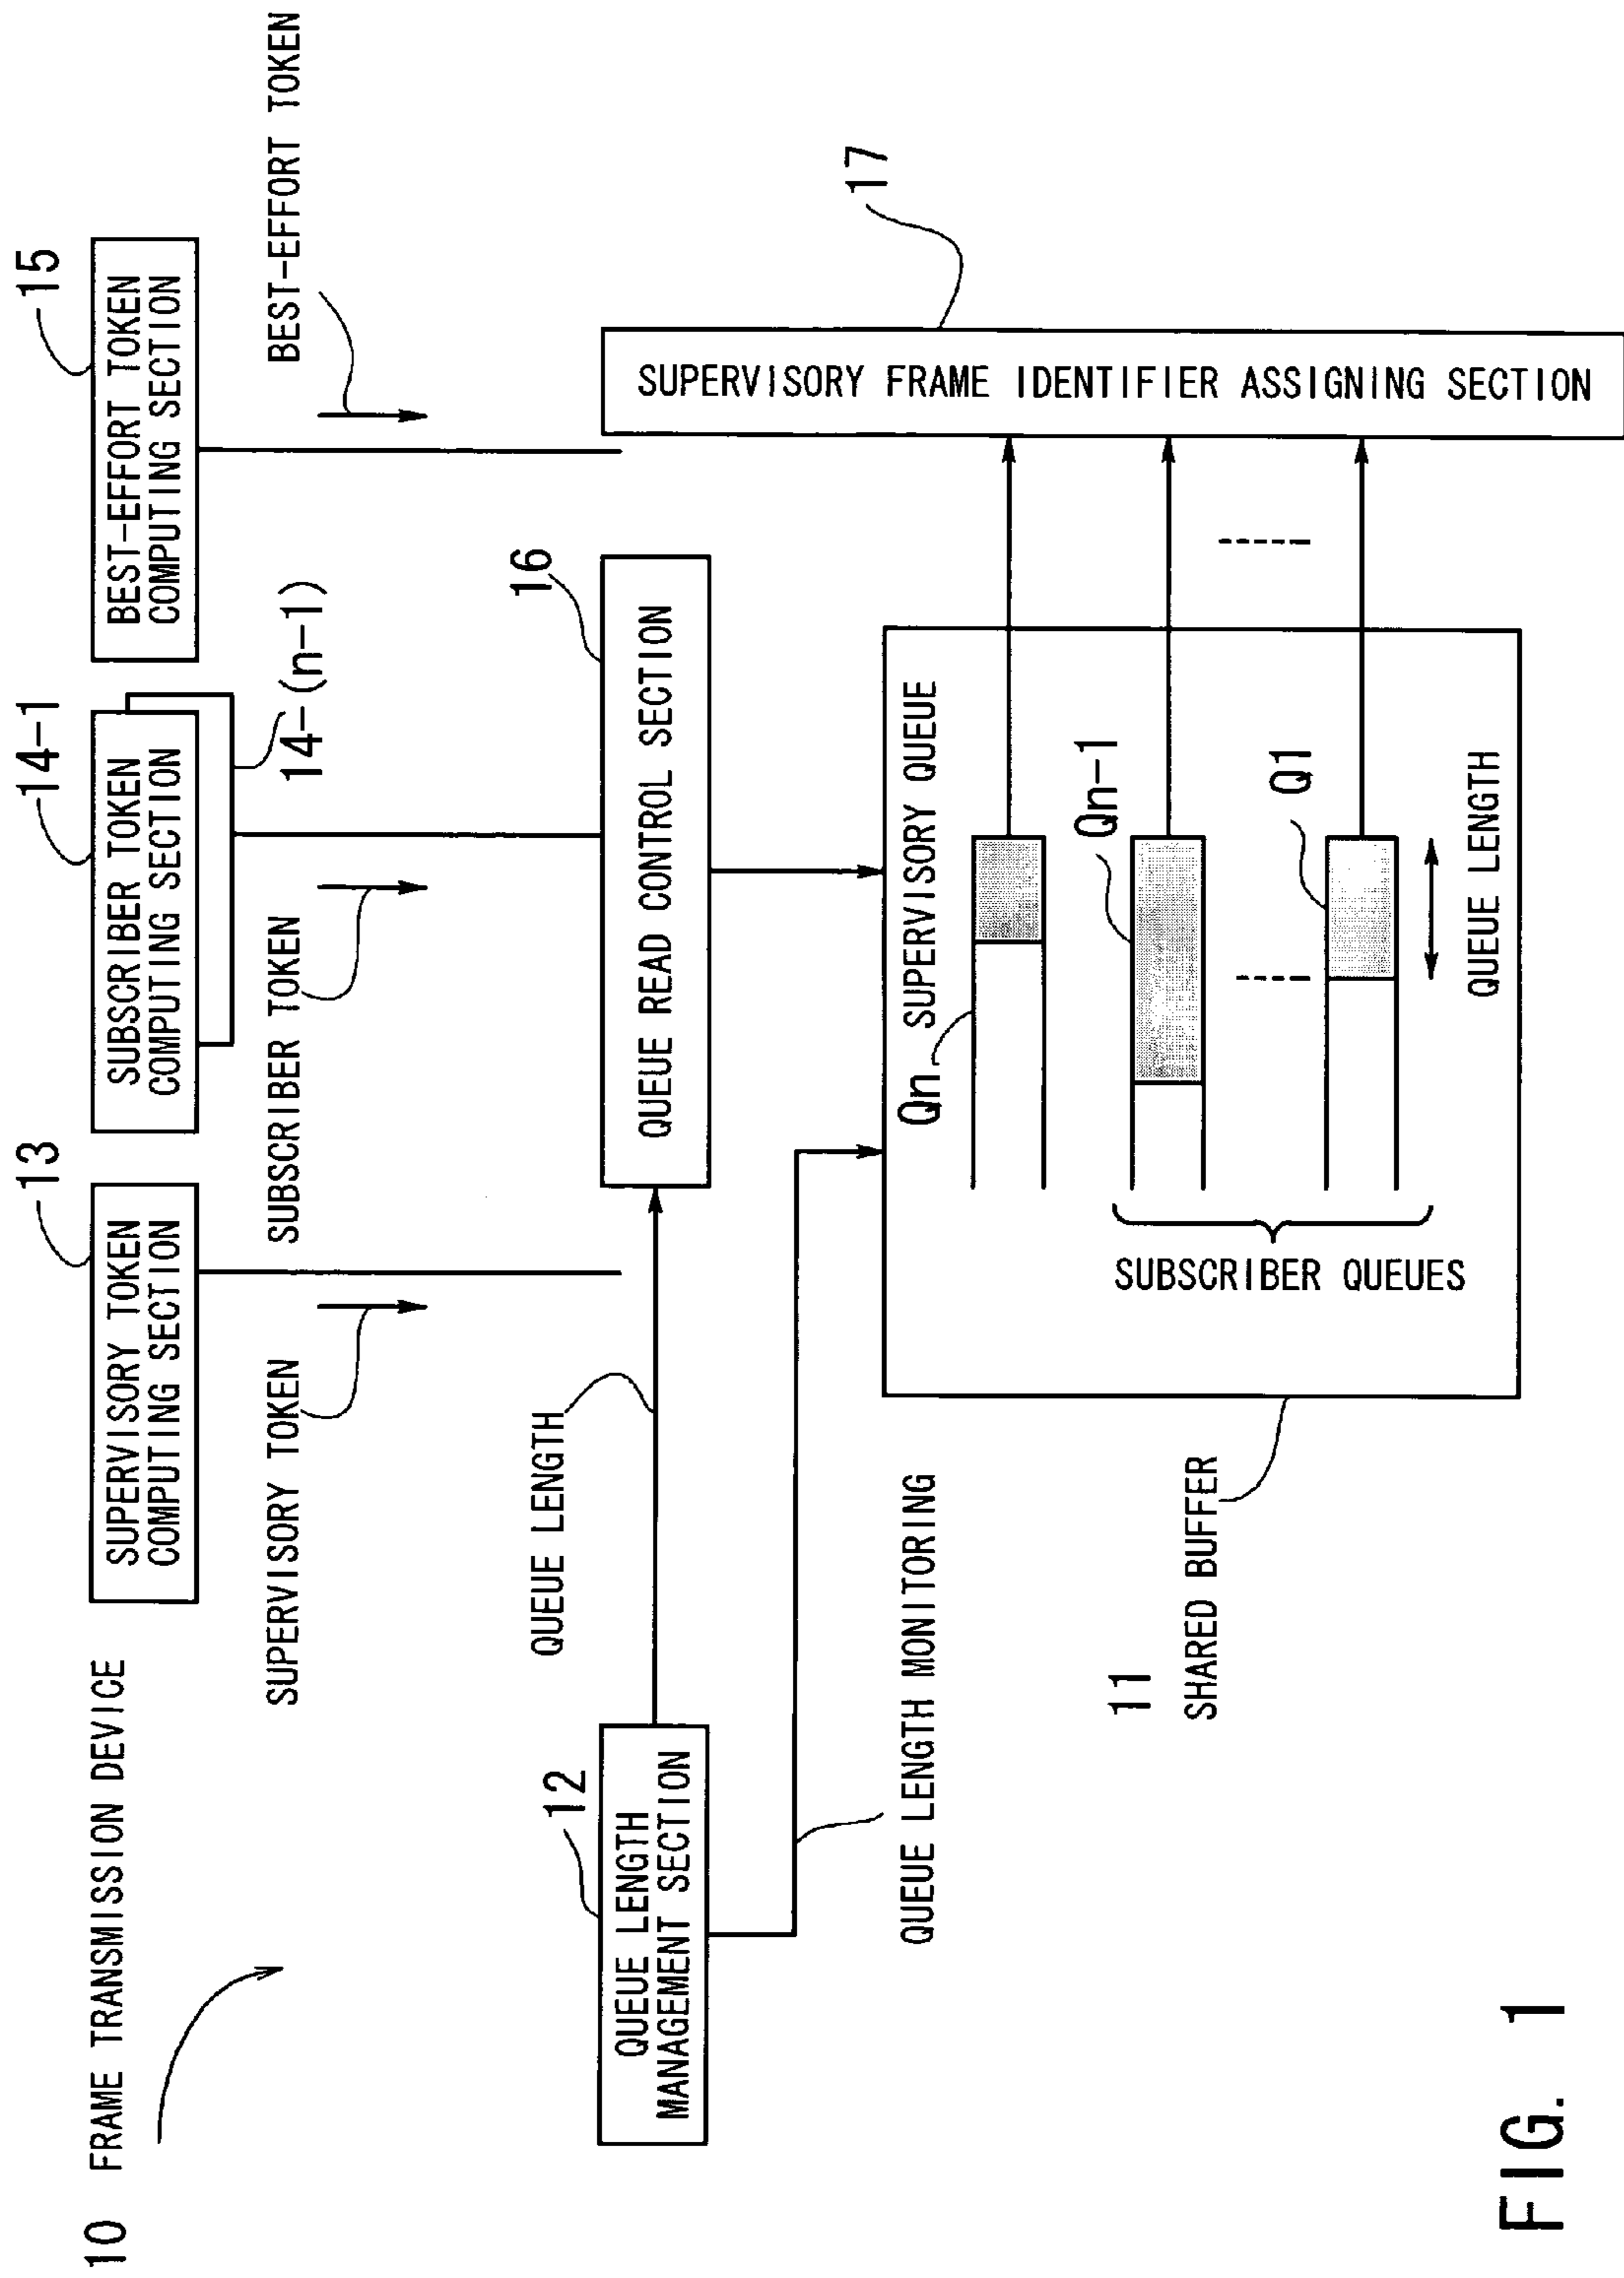 10 FRAME TRANSMISSION DEVICE
13
SUPERVISORY TOKEN
COMPUTING SECTION
14-1
SUBSCRIBER TOKEN
COMPUTING SECTION
14-(n-1)
15
BEST-EFFORT TOKEN
COMPUTING SECTION
SUPERVISORY TOKEN
SUBSCRIBER TOKEN
BEST-EFFORT TOKEN
12
QUEUE LENGTH
MANAGEMENT SECTION
QUEUE LENGTH
16
QUEUE READ CONTROL SECTION
17
SUPERVISORY FRAME IDENTIFIER ASSIGNING SECTION
QUEUE LENGTH MONITORING
Qn
SUPERVISORY QUEUE
Qn-1
Q1
SUBSCRIBER QUEUES
QUEUE LENGTH
11
SHARED BUFFER
FIG. 1